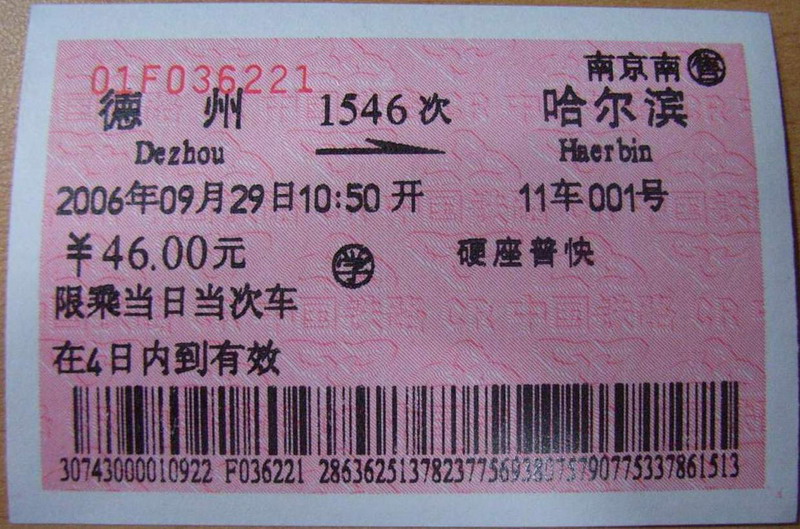 01F036221 南京南 售
德州 1546次 哈尔滨
Dezhou Haerbin
2006年09月29日10:50开 11车001号
￥46.00元 学 硬座普快
限乘当日当次车
在4日内到有效
30743000010922 F036221 28636251378237756938075790775337861513